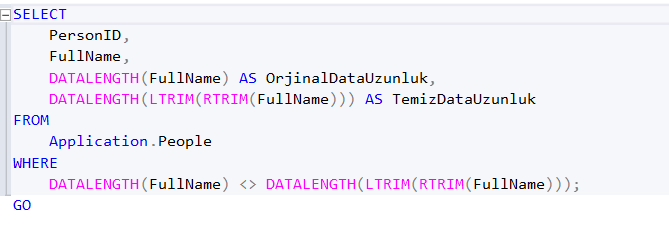 SELECT
PersonID,
FullName,
DATALENGTH(FullName) AS OrjinalDataUzunluk,
DATALENGTH(LTRIM(RTRIM(FullName))) AS TemizDataUzunluk
FROM
Application.People
WHERE
DATALENGTH(FullName) <> DATALENGTH(LTRIM(RTRIM(FullName)));
GO